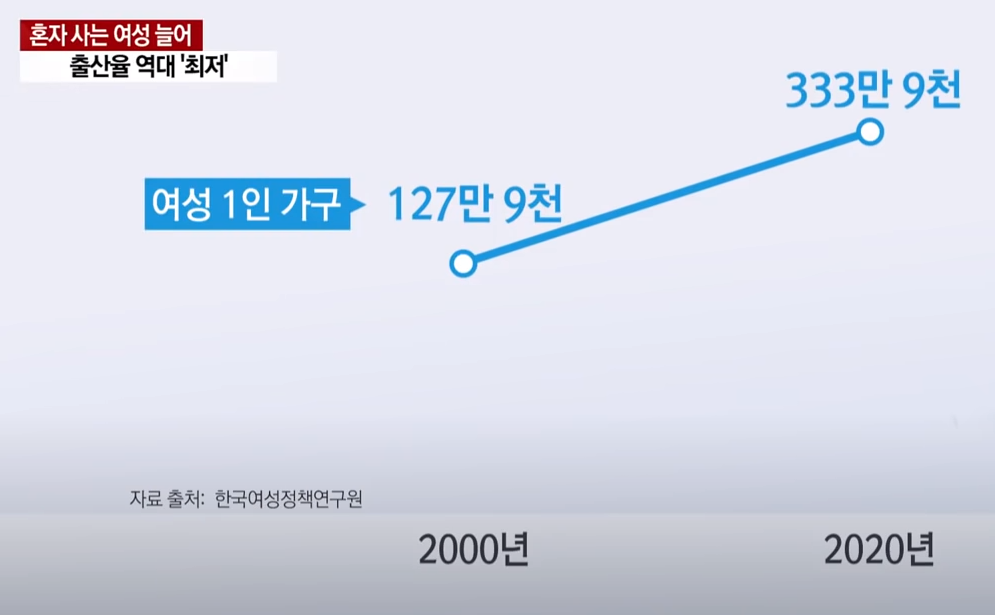 혼자 사는 여성 늘어
출산율 역대 '최저'
333만 9천
여성 1인 가구 127만 9천
자료 출처: 한국여성정책연구원
2000년 2020년